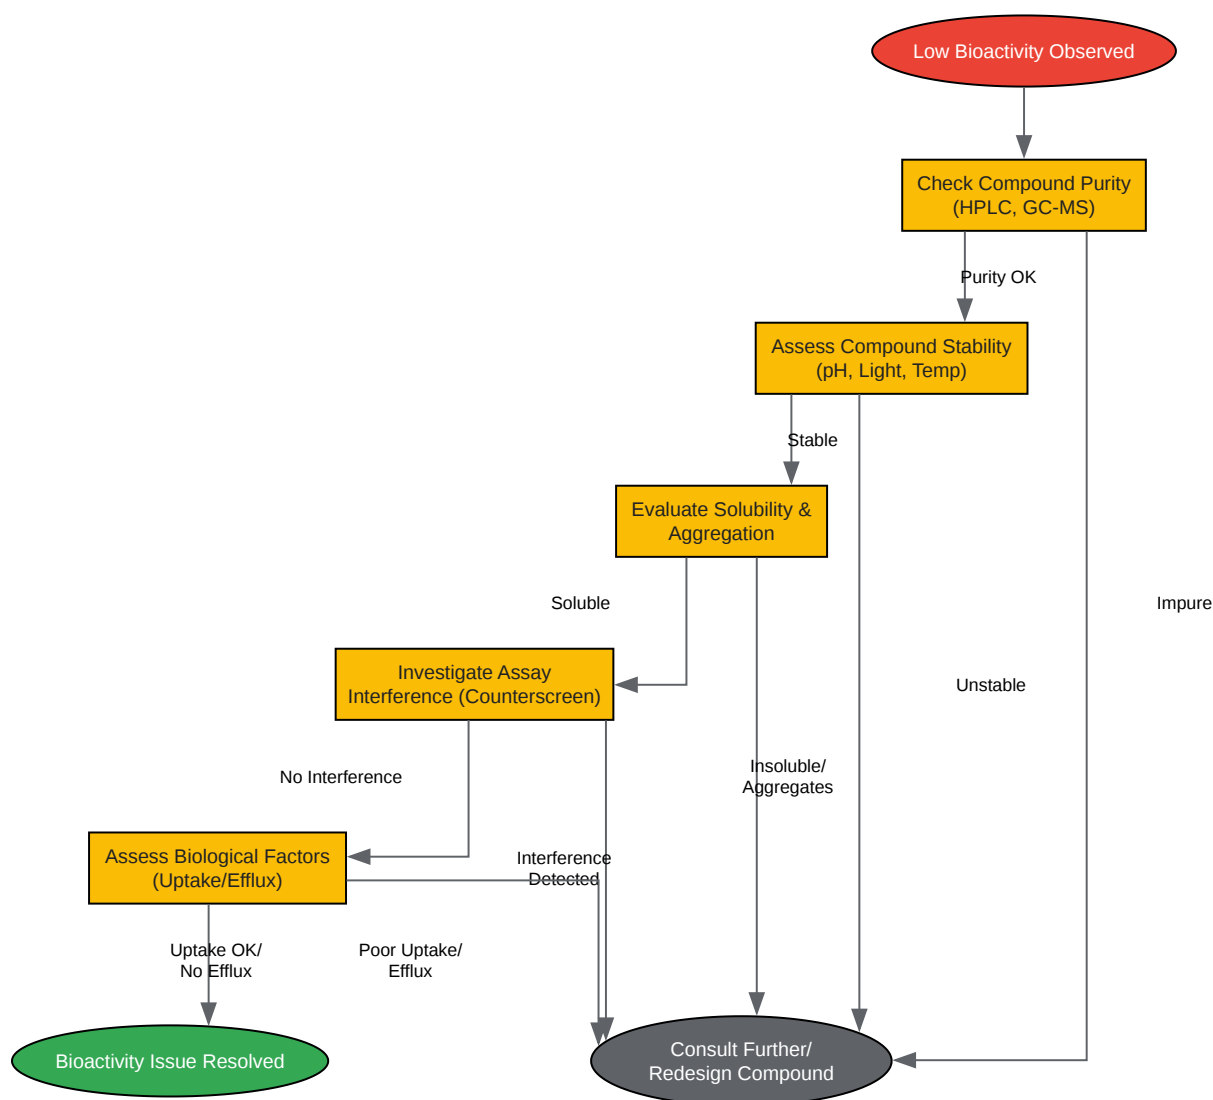 Low Bioactivity Observed
Check Compound Purity
(HPLC, GC-MS)
Purity OK
Assess Compound Stability
(pH, Light, Temp)
Stable
Evaluate Solubility &
Aggregation
Soluble
Impure
Investigate Assay
Interference (Counterscreen)
Unstable
No Interference
Insoluble/
Aggregates
Assess Biological Factors
(Uptake/Efflux)
Interference
Detected
Uptake OK/
No Efflux
Poor Uptake/
Efflux
Bioactivity Issue Resolved
Consult Further/
Redesign Compound